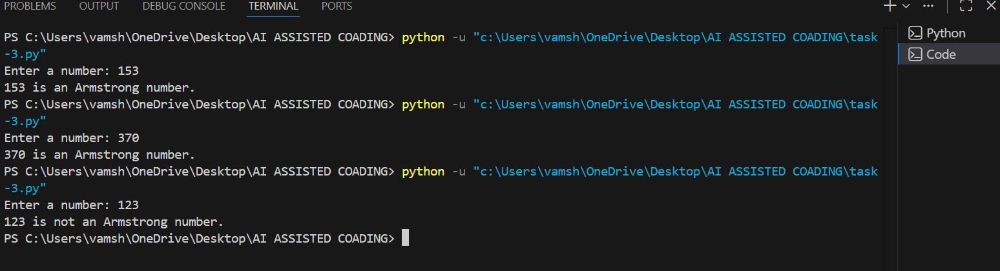 PROBLEMS OUTPUT DEBUG CONSOLE TERMINAL PORTS
PS C:\Users\vamsh\OneDrive\Desktop\AI ASSISTED COADING> python -u "c:\Users\vamsh\OneDrive\Desktop\AI ASSISTED COADING\task
-3.py"
Enter a number: 153
153 is an Armstrong number.
PS C:\Users\vamsh\OneDrive\Desktop\AI ASSISTED COADING> python -u "c:\Users\vamsh\OneDrive\Desktop\AI ASSISTED COADING\task
-3.py"
Enter a number: 370
370 is an Armstrong number.
PS C:\Users\vamsh\OneDrive\Desktop\AI ASSISTED COADING> python -u "c:\Users\vamsh\OneDrive\Desktop\AI ASSISTED COADING\task
-3.py"
Enter a number: 123
123 is not an Armstrong number.
PS C:\Users\vamsh\OneDrive\Desktop\AI ASSISTED COADING>
Python
Code